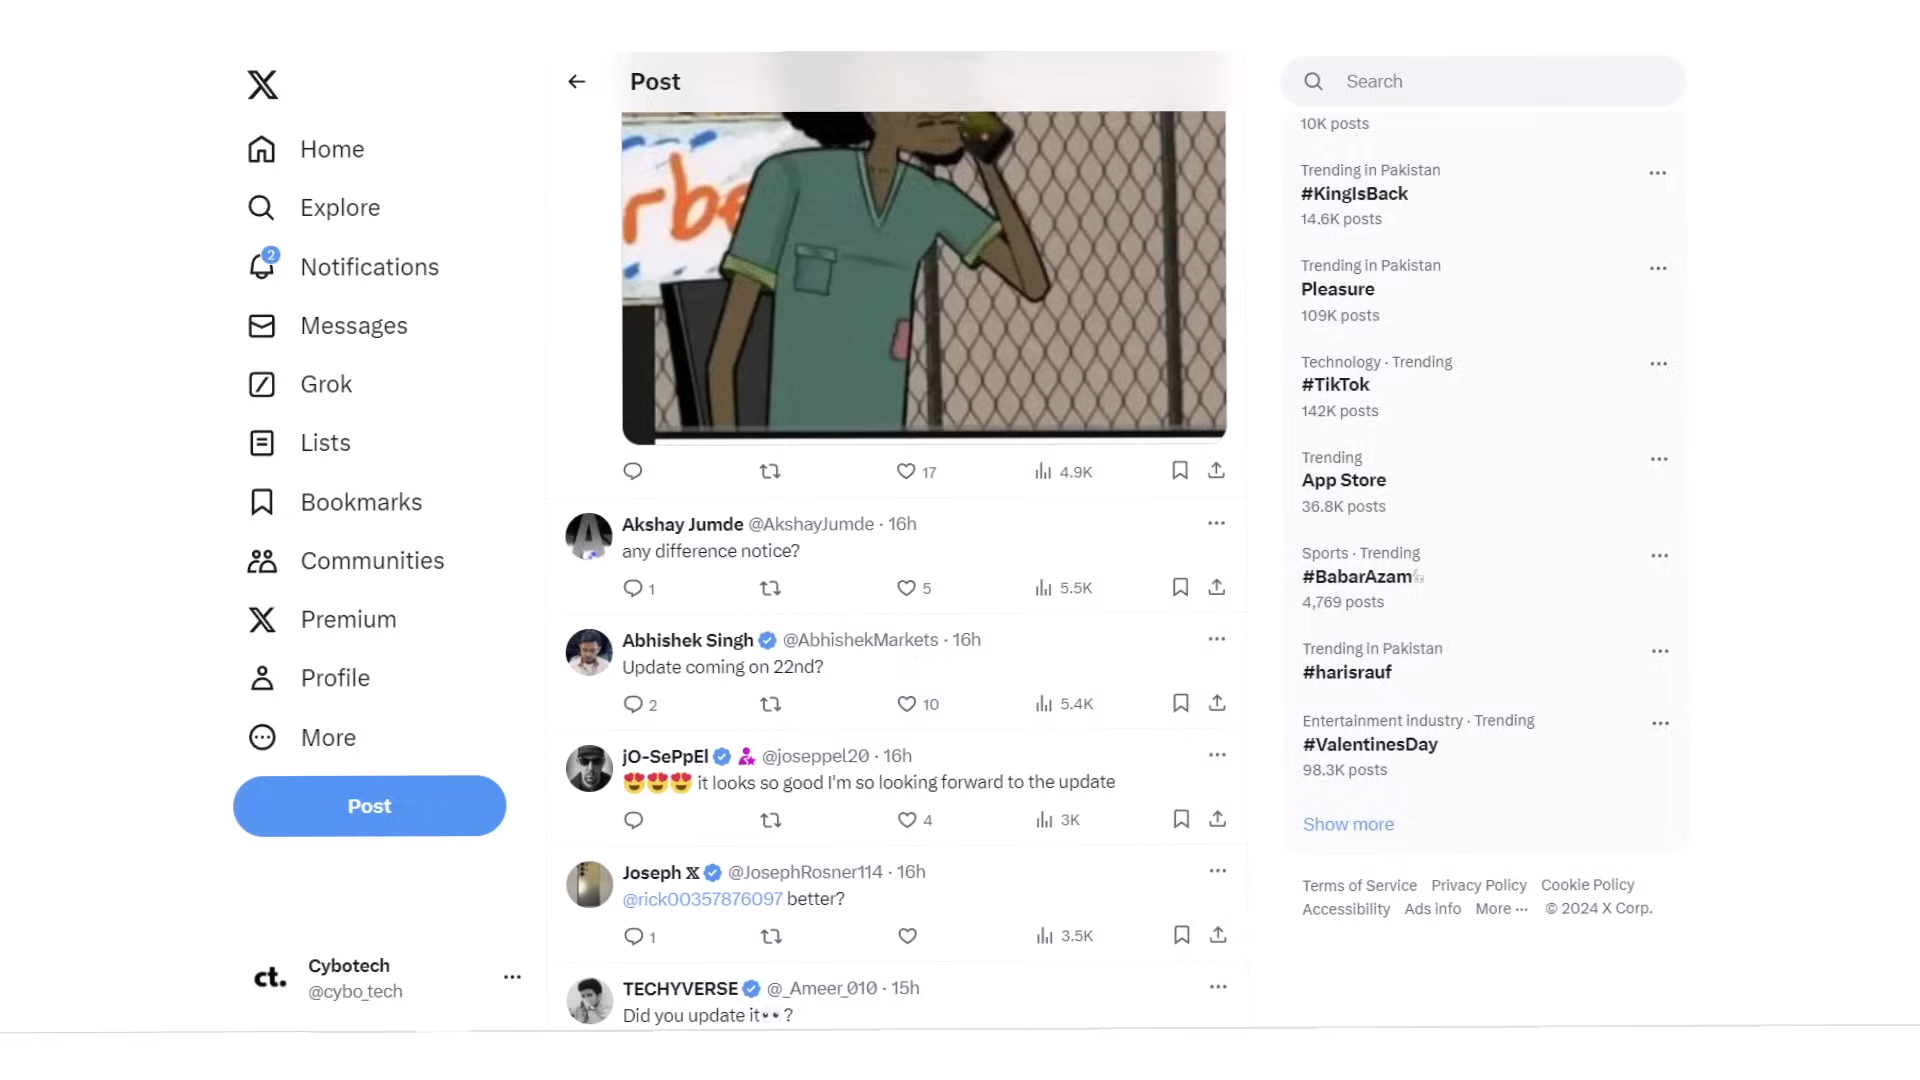 Home
Explore
2
Notifications
Messages
Grok
Lists
Bookmarks
Communities
Premium
Profile
More
Post
ct.
Cybotech
@cybo_tech
Post
rbe
17
4.9K
Akshay Jumde @AkshayJumde · 16h
any difference notice?
1
5
5.5K
Abhishek Singh @AbhishekMarkets · 16h
Update coming on 22nd?
2
10
5.4K
jO-SePpEl @joseppel20 · 16h
😍😍😍 it looks so good I'm so looking forward to the update
4
3K
Joseph 𝕏 @JosephRosner114 · 16h
@rick00357876097 better?
1
3.5K
TECHYVERSE @_Ameer_010 · 15h
Did you update it👀?
Search
10K posts
Trending in Pakistan
#KingIsBack
14.6K posts
Trending in Pakistan
Pleasure
109K posts
Technology · Trending
#TikTok
142K posts
Trending
App Store
36.8K posts
Sports · Trending
#BabarAzam
4,769 posts
Trending in Pakistan
#harisrauf
Entertainment industry · Trending
#ValentinesDay
98.3K posts
Show more
Terms of Service Privacy Policy Cookie Policy
Accessibility Ads info More ··· © 2024 X Corp.